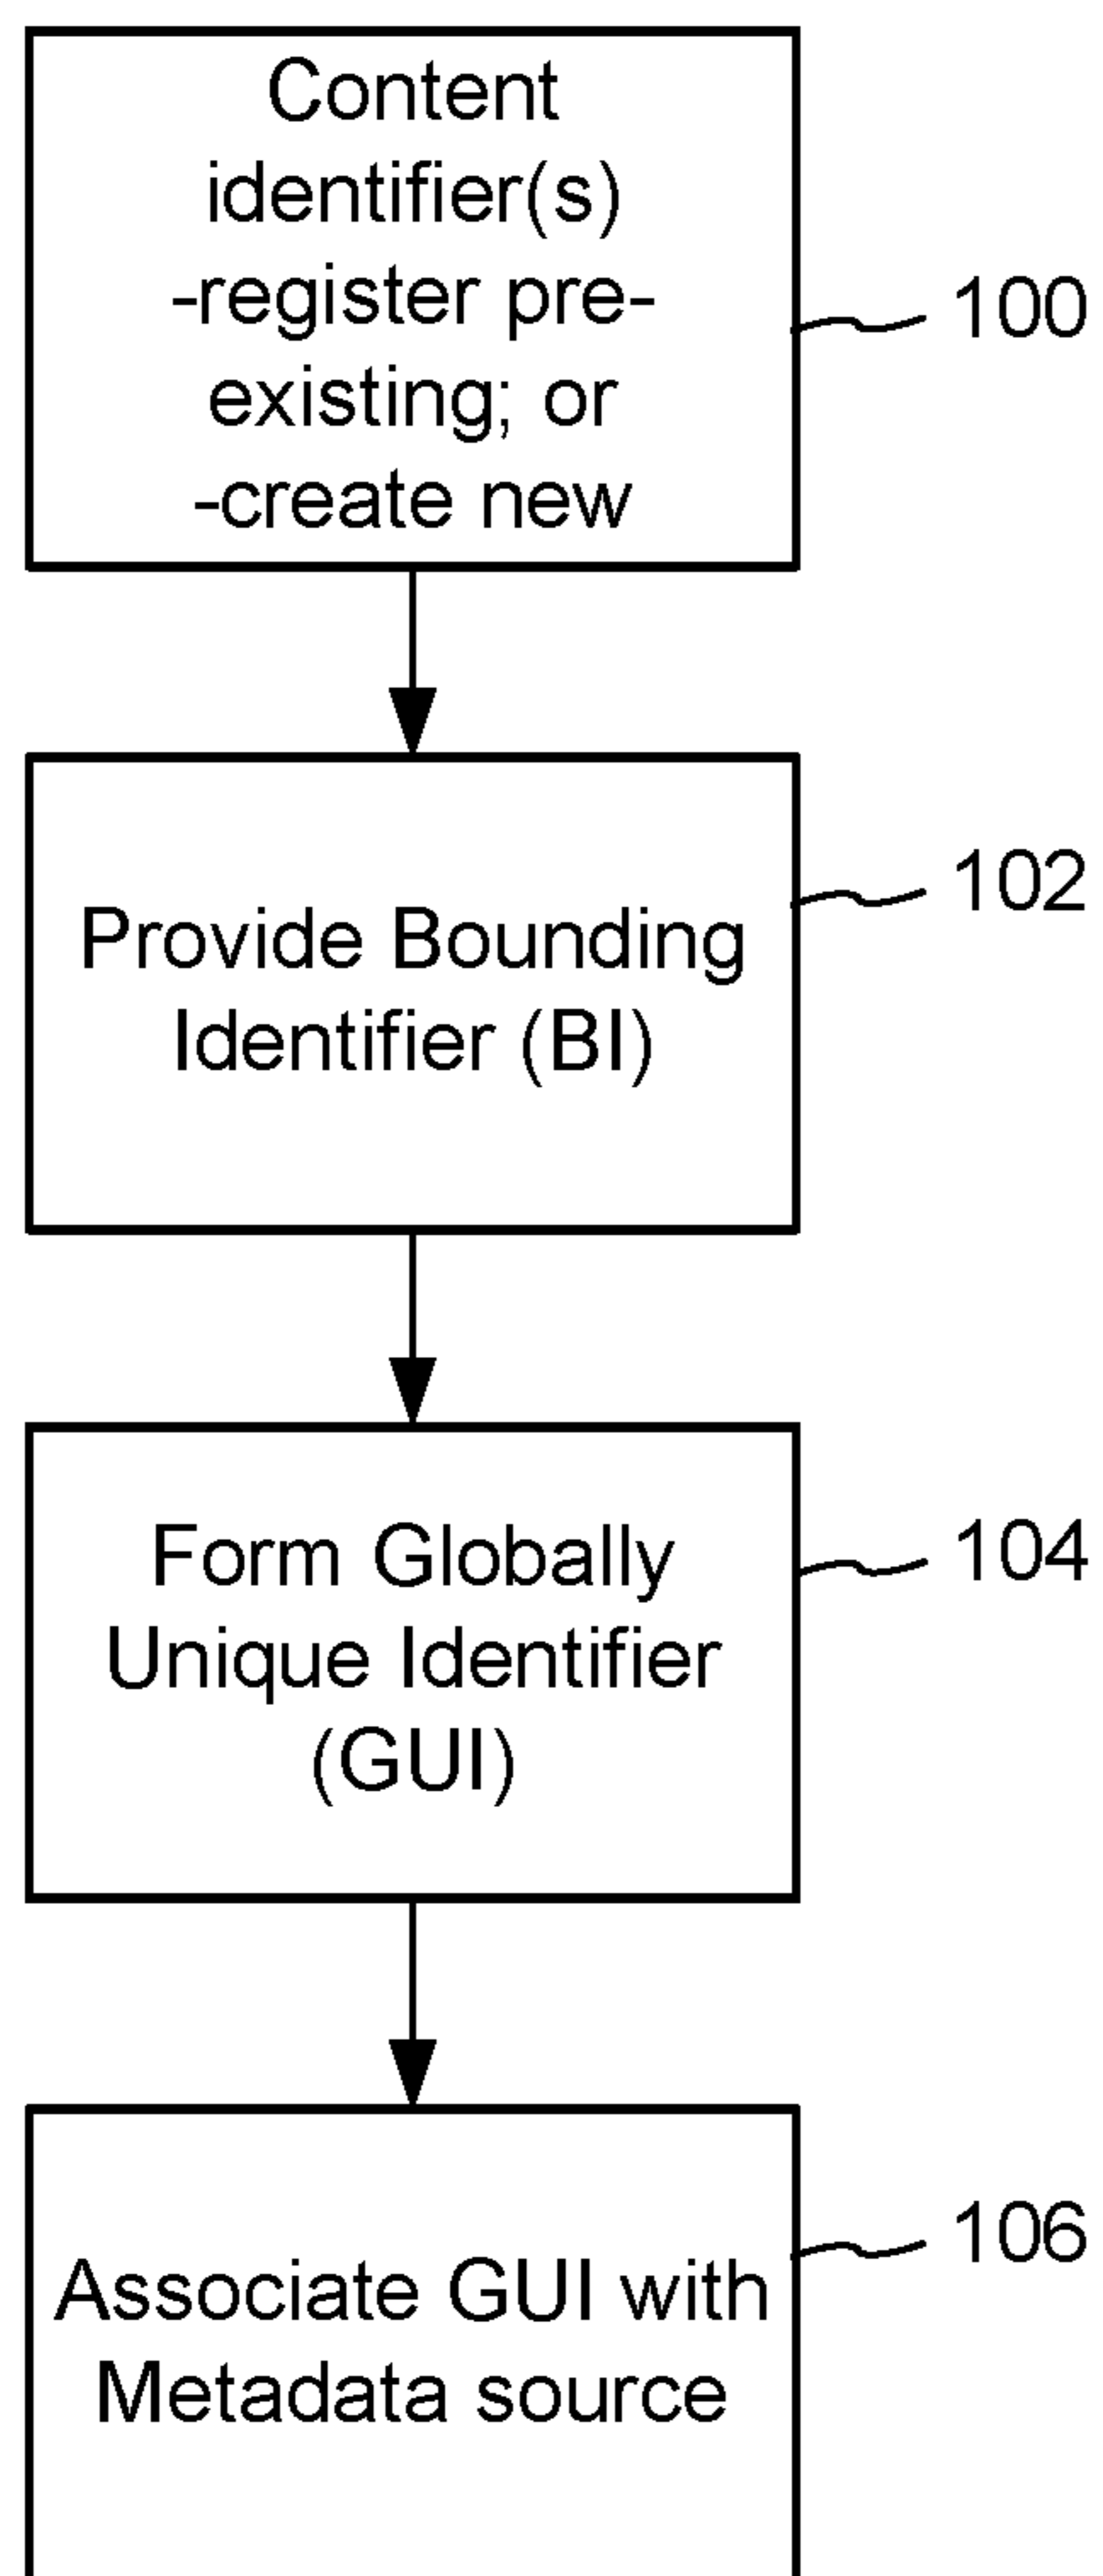 Content
identifier(s)
-register pre-
existing; or
-create new
100
Provide Bounding
Identifier (BI)
102
Form Globally
Unique Identifier
(GUI)
104
Associate GUI with
Metadada source
106